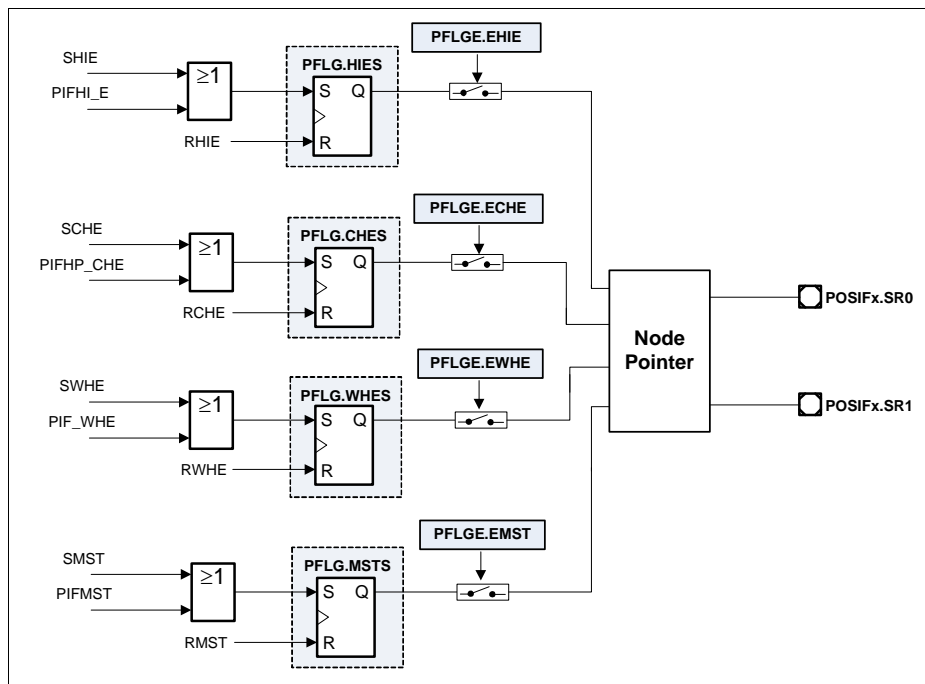 PFLGE.EHIE
SHIE
PIFHI_E
≥1
PFLG.HIES
S Q
R
RHIE
PFLGE.ECHE
SCHE
PIFHP_CHE
≥1
PFLG.CHES
S Q
R
RCHE
Node
Pointer
POSIFx.SR0
POSIFx.SR1
PFLGE.EWHE
SWHE
PIF_WHE
≥1
PFLG.WHES
S Q
R
RWHE
PFLGE.EMST
SMST
PIFMST
≥1
PFLG.MSTS
S Q
R
RMST